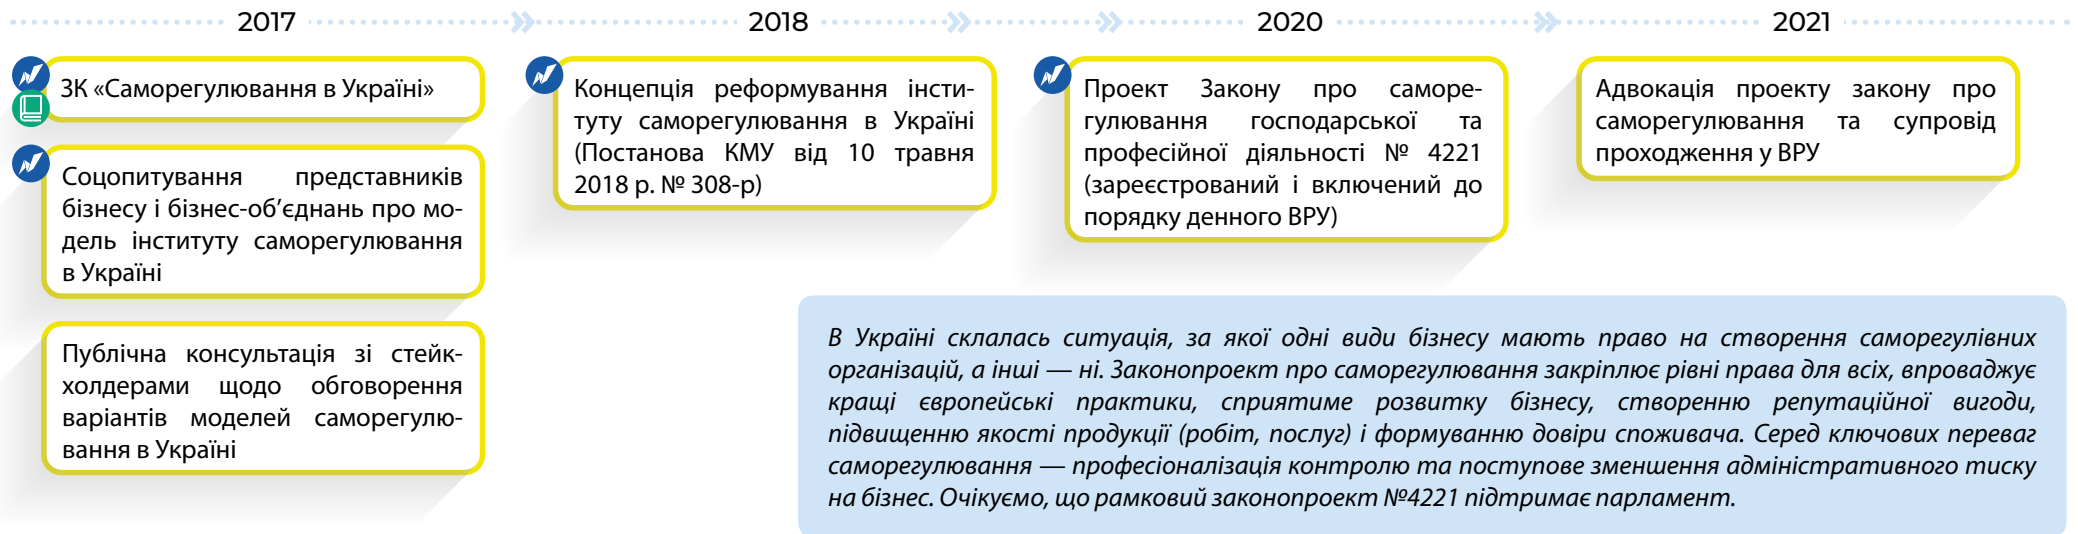 2017
2018
2020
2021
ЗК «Саморегулювання в Україні»
Соцопитування представників
бізнесу і бізнес-об’єднань про мо-
дель інституту саморегулювання
в Україні
Публічна консультація зі стейк-
холдерами щодо обговорення
варіантів моделей саморегулю-
вання в Україні
Концепція реформування інсти-
туту саморегулювання в Україні
(Постанова КМУ від 10 травня
2018 р. № 308-р)
Проект Закону про саморе-
гулювання господарської та
професійної діяльності № 4221
(зареєстрований і включений до
порядку денного ВРУ)
Адвокація проекту закону про
саморегулювання та супровід
проходження у ВРУ
В Україні склалась ситуація, за якої одні види бізнесу мають право на створення саморегулівних
організацій, а інші — ні. Законопроект про саморегулювання закріплює рівні права для всіх, впроваджує
кращі європейські практики, сприятиме розвитку бізнесу, створенню репутаційної вигоди,
підвищенню якості продукції (робіт, послуг) і формуванню довіри споживача. Серед ключових переваг
саморегулювання — професіоналізація контролю та поступове зменшення адміністративного тиску
на бізнес. Очікуємо, що рамковий законопроект №4221 підтримає парламент.